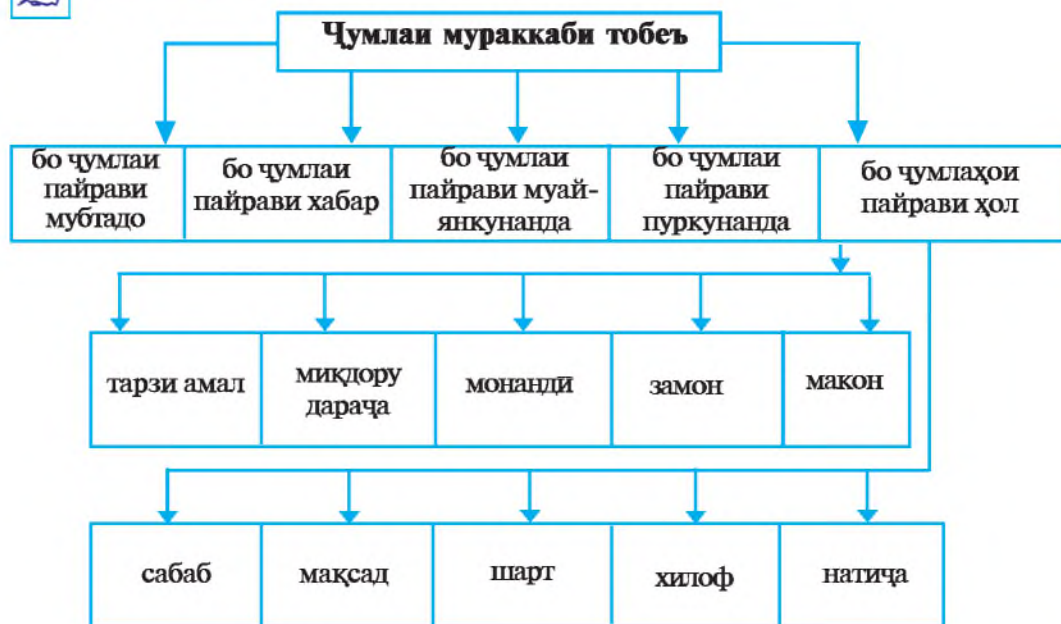 Ҷумлаи мураккаби тобеъ
бо ҷумлаи
пайрави
мубтадо
бо ҷумлаи
пайрави хабар
бо ҷумлаи
пайрави муай-
янкунанда
бо ҷумлаи
пайрави
пуркунанда
бо ҷумлаҳои
пайрави ҳол
тарзи амал
миқдору
дараҷа
монандӣ
замон
макон
сабаб
мақсад
шарт
хилоф
натиҷа